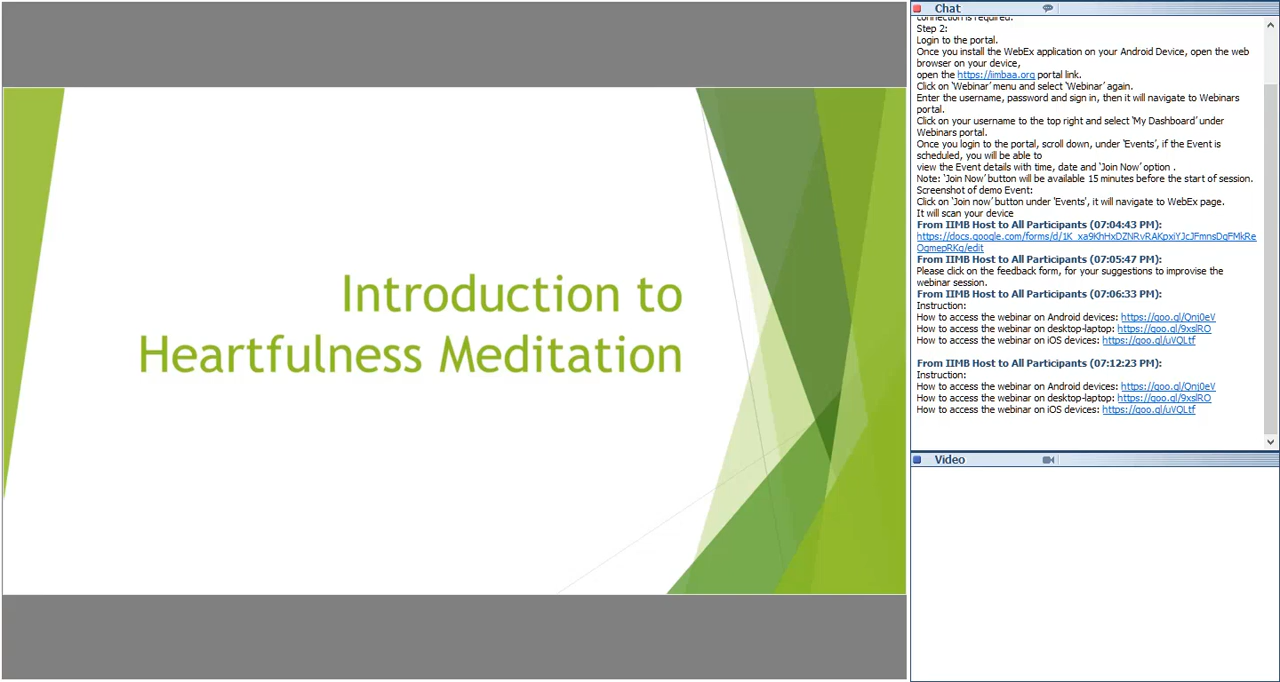 Introduction to
Heartfulness Meditation
Chat
connection is required.
Step 2:
Login to the portal.
Once you install the WebEx application on your Android Device, open the web
browser on your device,
open the https://iimbaa.org portal link.
Click on 'Webinar' menu and select 'Webinar' again.
Enter the username, password and sign in, then it will navigate to Webinars
portal.
Click on your username to the top right and select 'My Dashboard' under
Webinars portal.
Once you login to the portal, scroll down, under 'Events', if the Event is
scheduled, you will be able to
view the Event details with time, date and 'Join Now' option .
Note: 'Join Now' button will be available 15 minutes before the start of session.
Screenshot of demo Event:
Click on 'Join now' button under 'Events', it will navigate to WebEx page.
It will scan your device
From IIMB Host to All Participants (07:04:43 PM):
https://docs.google.com/forms/d/1K_xa9KhHxDZNRvRAKpxiYJcJFmnsDqFMkRe
OgmepRKg/edit
From IIMB Host to All Participants (07:05:47 PM):
Please click on the feedback form, for your suggestions to improvise the
webinar session.
From IIMB Host to All Participants (07:06:33 PM):
Instruction:
How to access the webinar on Android devices: https://goo.gl/Qnj0eV
How to access the webinar on desktop-laptop: https://goo.gl/9xslRO
How to access the webinar on iOS devices: https://goo.gl/uVQLtf
From IIMB Host to All Participants (07:12:23 PM):
Instruction:
How to access the webinar on Android devices: https://goo.gl/Qnj0eV
How to access the webinar on desktop-laptop: https://goo.gl/9xslRO
How to access the webinar on iOS devices: https://goo.gl/uVQLtf
Video